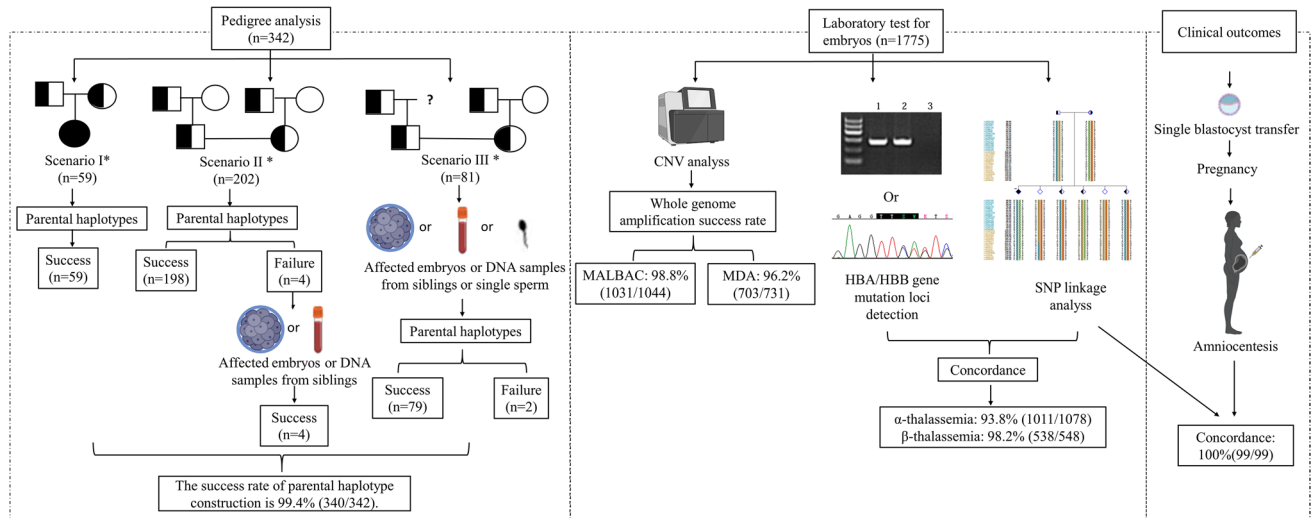 Pedigree analysis
(n=342)
?
Scenario I*
(n=59)
Scenario II *
(n=202)
Scenario III *
(n=81)
Parental haplotypes
Success
(n=59)
Parental haplotypes
Success
(n=198)
Failure
(n=4)
or
Affected embryos or DNA
samples from siblings
Success
(n=4)
or
or
Affected embryos or DNA samples
from siblings or single sperm
Parental haplotypes
Success
(n=79)
Failure
(n=2)
The success rate of parental haplotype
construction is 99.4% (340/342).
Laboratory test for
embryos (n=1775)
CNV analyss
Whole genome
amplification success rate
MALBAC: 98.8%
(1031/1044)
MDA: 96.2%
(703/731)
1 2 3
Or
HBA/HBB gene
mutation loci
detection
SNP linkage
analyss
Concordance
α-thalassemia: 93.8% (1011/1078)
β-thalassemia: 98.2% (538/548)
Clinical outcomes
Single blastocyst transfer
Pregnancy
Amniocentesis
Concordance:
100%(99/99)